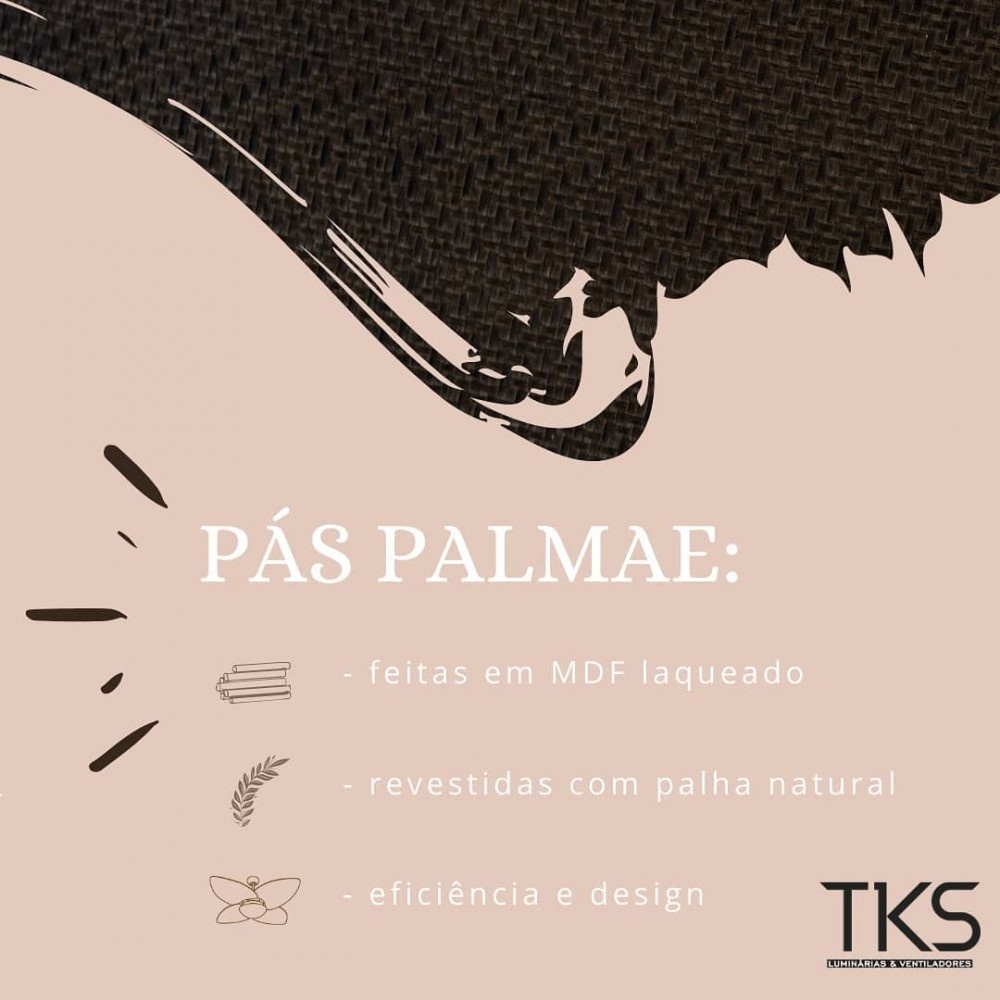 PÁS PALMAE:
- feitas em MDF laqueado
- revestidas com palha natural
- eficiência e design
TKS
LUMINÁRIAS & VENTILADORES